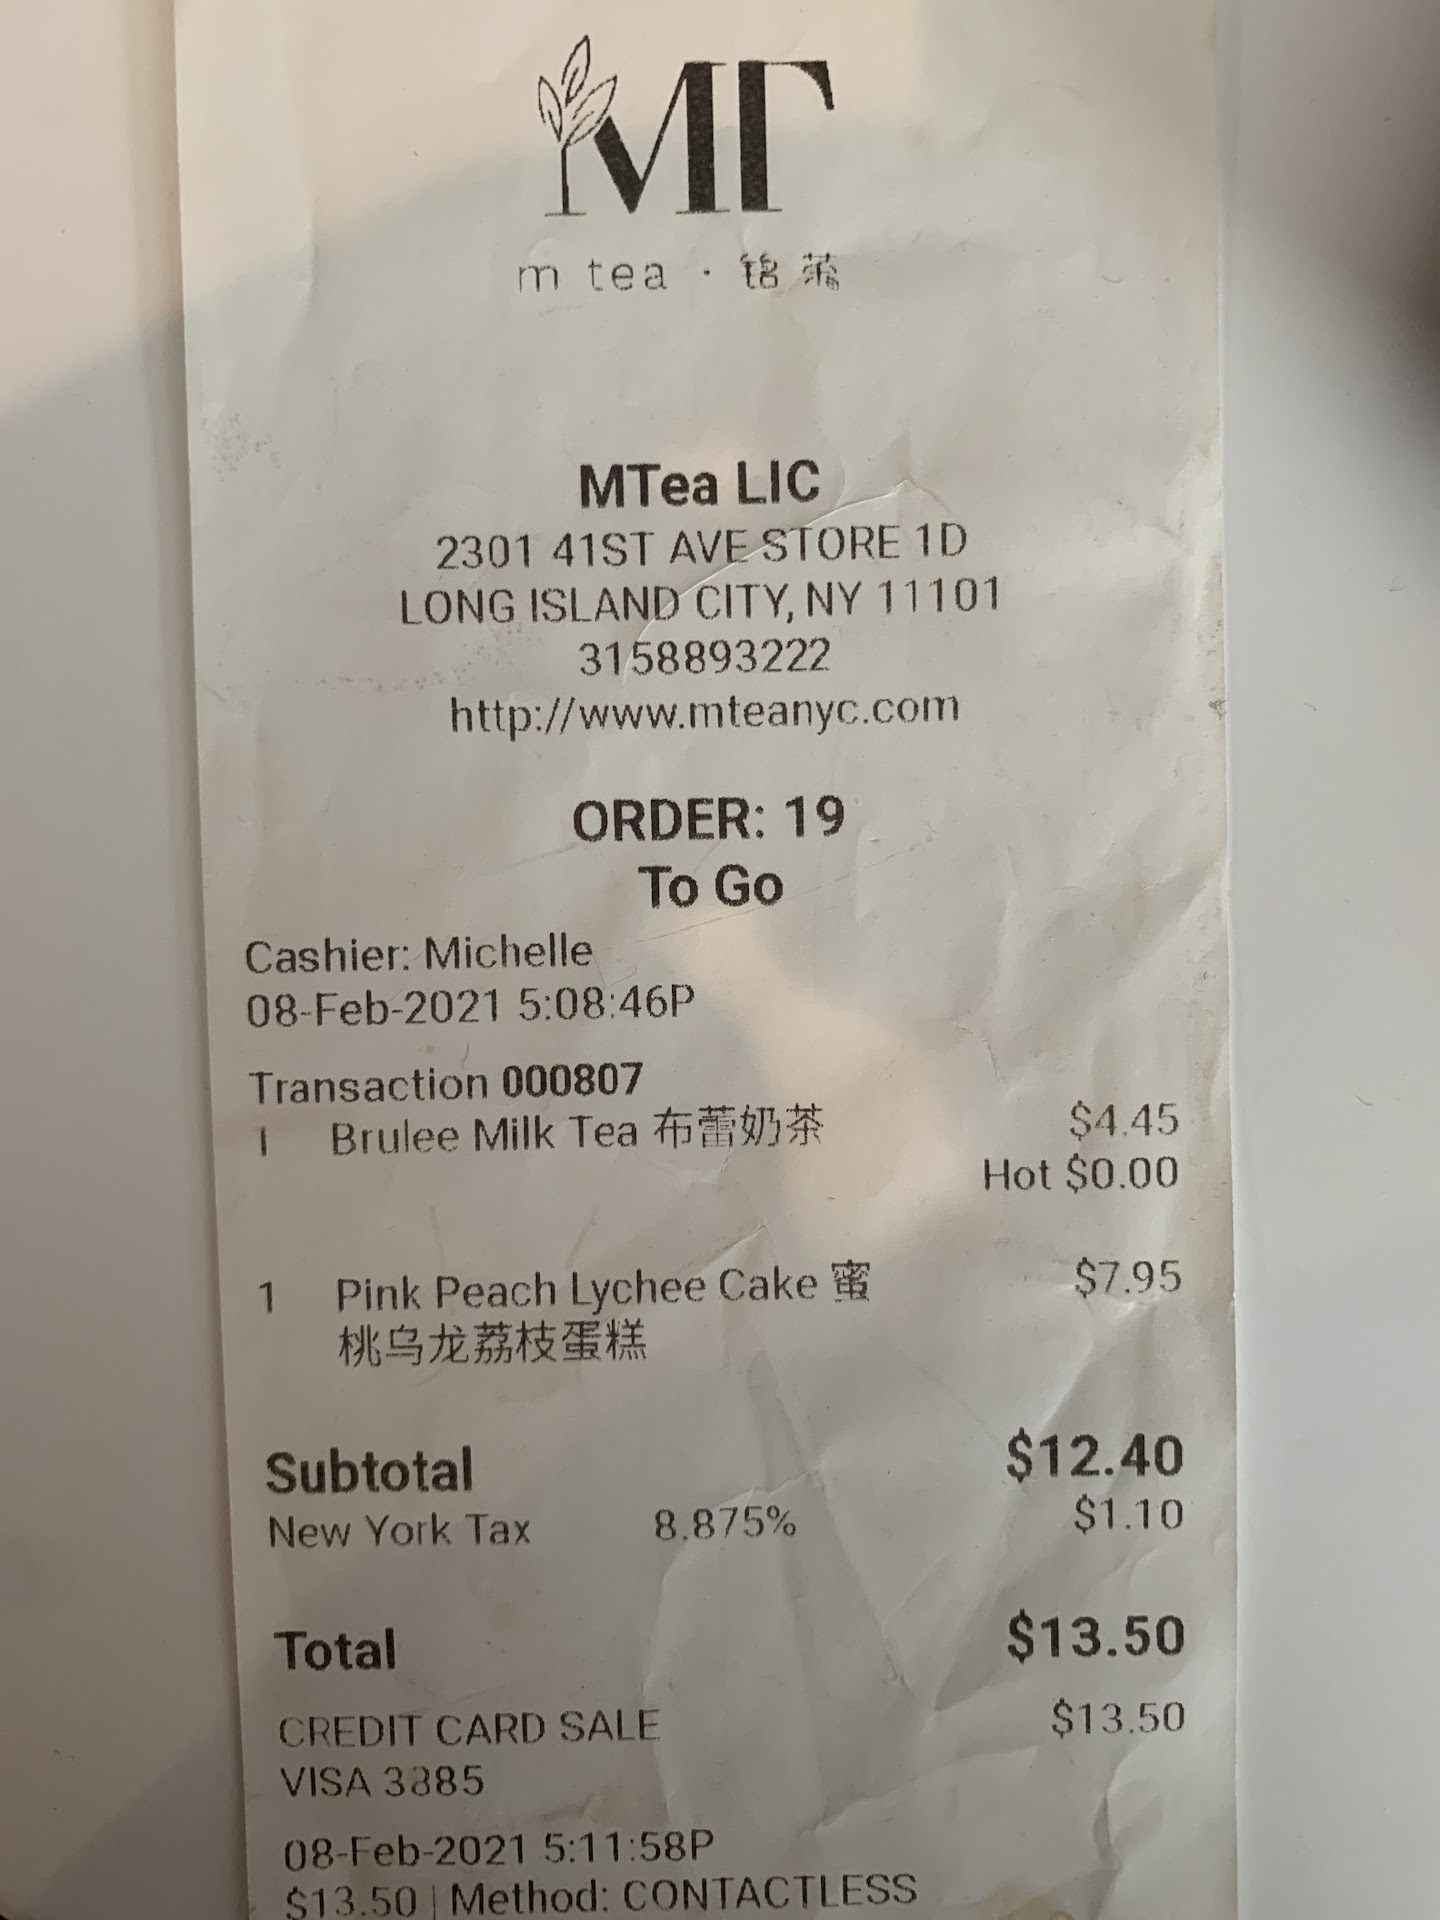 MT
m tea · 铭
MTea LIC
2301 41ST AVE STORE 1D
LONG ISLAND CITY, NY 11101
3158893222
http://www.mteanyc.com
ORDER: 19
To Go
Cashier: Michelle
08-Feb-2021 5:08:46P
Transaction 000807
1 Brulee Milk Tea 布蕾奶茶 $4.45
Hot $0.00
1 Pink Peach Lychee Cake 蜜 $7.95
桃乌龙荔枝蛋糕
Subtotal $12.40
New York Tax 8.875% $1.10
Total $13.50
CREDIT CARD SALE $13.50
VISA 3885
08-Feb-2021 5:11:58P
$13.50 | Method: CONTACTLESS